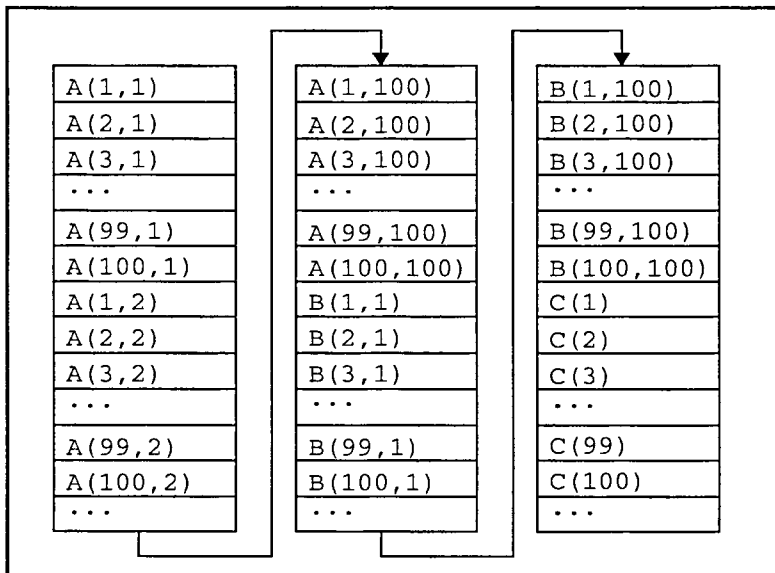 A(1,1)
A(2,1)
A(3,1)
...
A(99,1)
A(100,1)
A(1,2)
A(2,2)
A(3,2)
...
A(99,2)
A(100,2)
...
A(1,100)
A(2,100)
A(3,100)
...
A(99,100)
A(100,100)
B(1,1)
B(2,1)
B(3,1)
...
B(99,1)
B(100,1)
...
B(1,100)
B(2,100)
B(3,100)
...
B(99,100)
B(100,100)
C(1)
C(2)
C(3)
...
C(99)
C(100)
...